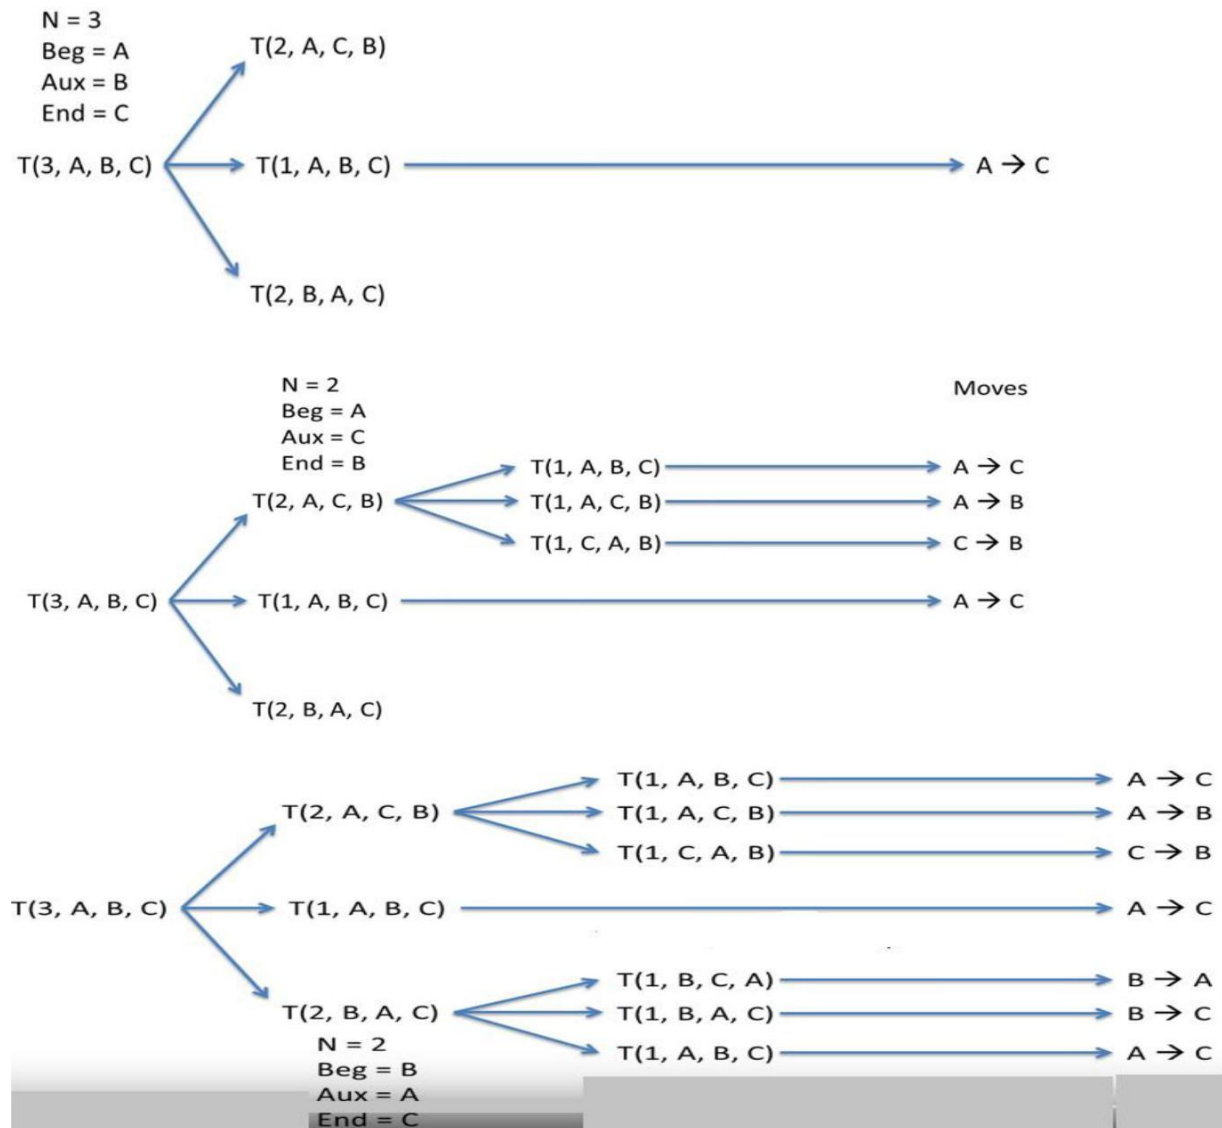 N = 3
Beg = A
Aux = B
End = C
T(2, A, C, B)
T(3, A, B, C)
T(1, A, B, C)
A → C
T(2, B, A, C)
N = 2
Beg = A
Aux = C
End = B
Moves
T(1, A, B, C)
A → C
T(2, A, C, B)
T(1, A, C, B)
A → B
T(1, C, A, B)
C → B
T(3, A, B, C)
T(1, A, B, C)
A → C
T(2, B, A, C)
T(1, A, B, C)
A → C
T(2, A, C, B)
T(1, A, C, B)
A → B
T(1, C, A, B)
C → B
T(3, A, B, C)
T(1, A, B, C)
A → C
T(1, B, C, A)
B → A
T(2, B, A, C)
T(1, B, A, C)
B → C
T(1, A, B, C)
A → C
N = 2
Beg = B
Aux = A
End = C